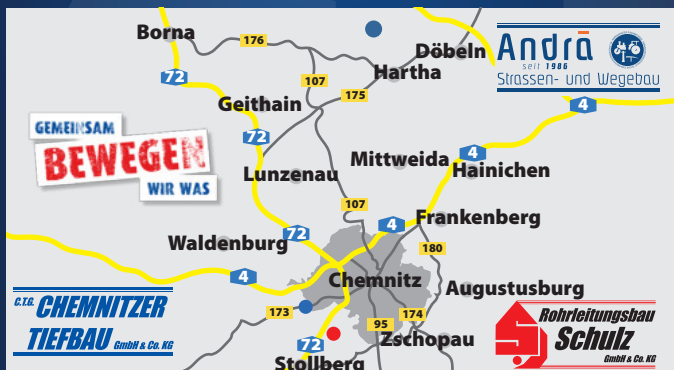 Borna
176
Döbeln
Andrä
seit 1986
Strassen- und Wegebau
72
107
Hartha
175
Geithain
4
GEMEINSAM
BEWEGEN
WIR WAS
72
4
Mittweida
Hainichen
Lunzenau
107
Frankenberg
4
72
Waldenburg
180
4
Chemnitz
Augustusburg
C.T.G. CHEMNITZER
TIEFBAU GmbH & Co. KG
173
174
95
Zschopau
Rohrleitungsbau
Schulz
GmbH & Co. KG
72
Stollberg